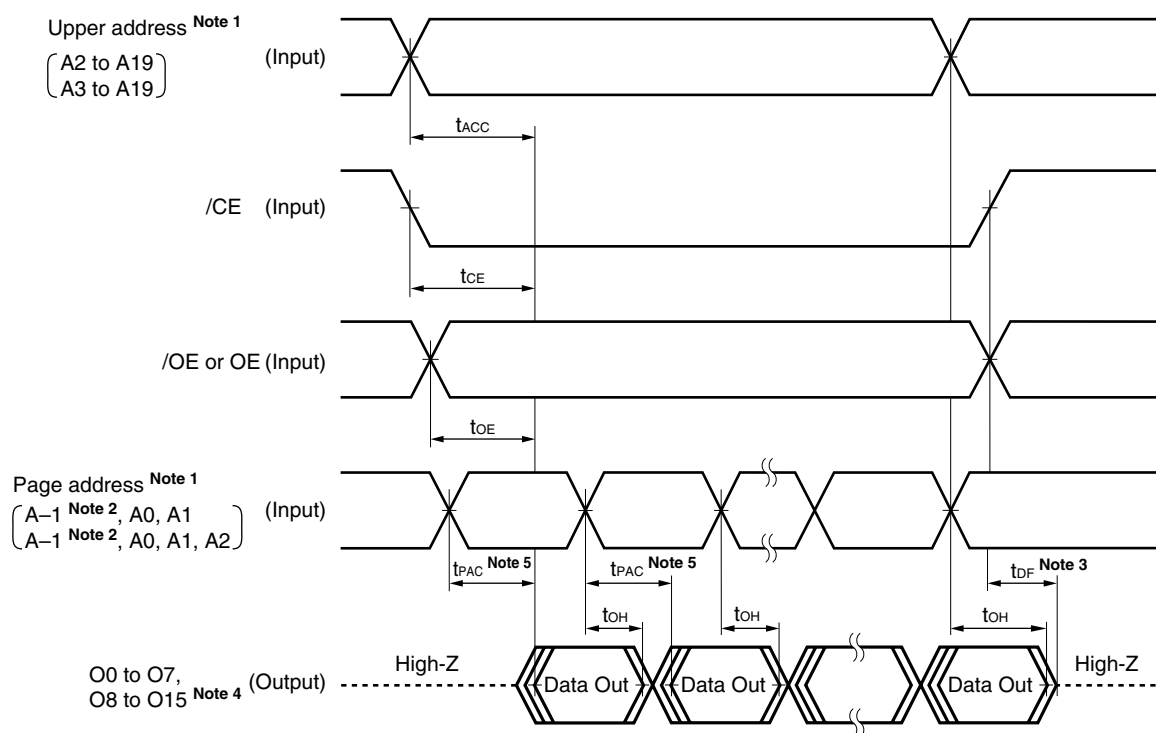 Upper address Note 1
(Input)
A2 to A19
A3 to A19
tACC
/CE (Input)
tCE
/OE or OE (Input)
tOE
Page address Note 1
(Input)
A–1 Note 2, A0, A1
A–1 Note 2, A0, A1, A2
tPAC Note 5
tPAC Note 5
tDF Note 3
tOH
tOH
tOH
High-Z
High-Z
O0 to O7,
O8 to O15 Note 4
(Output)
Data Out
Data Out
Data Out